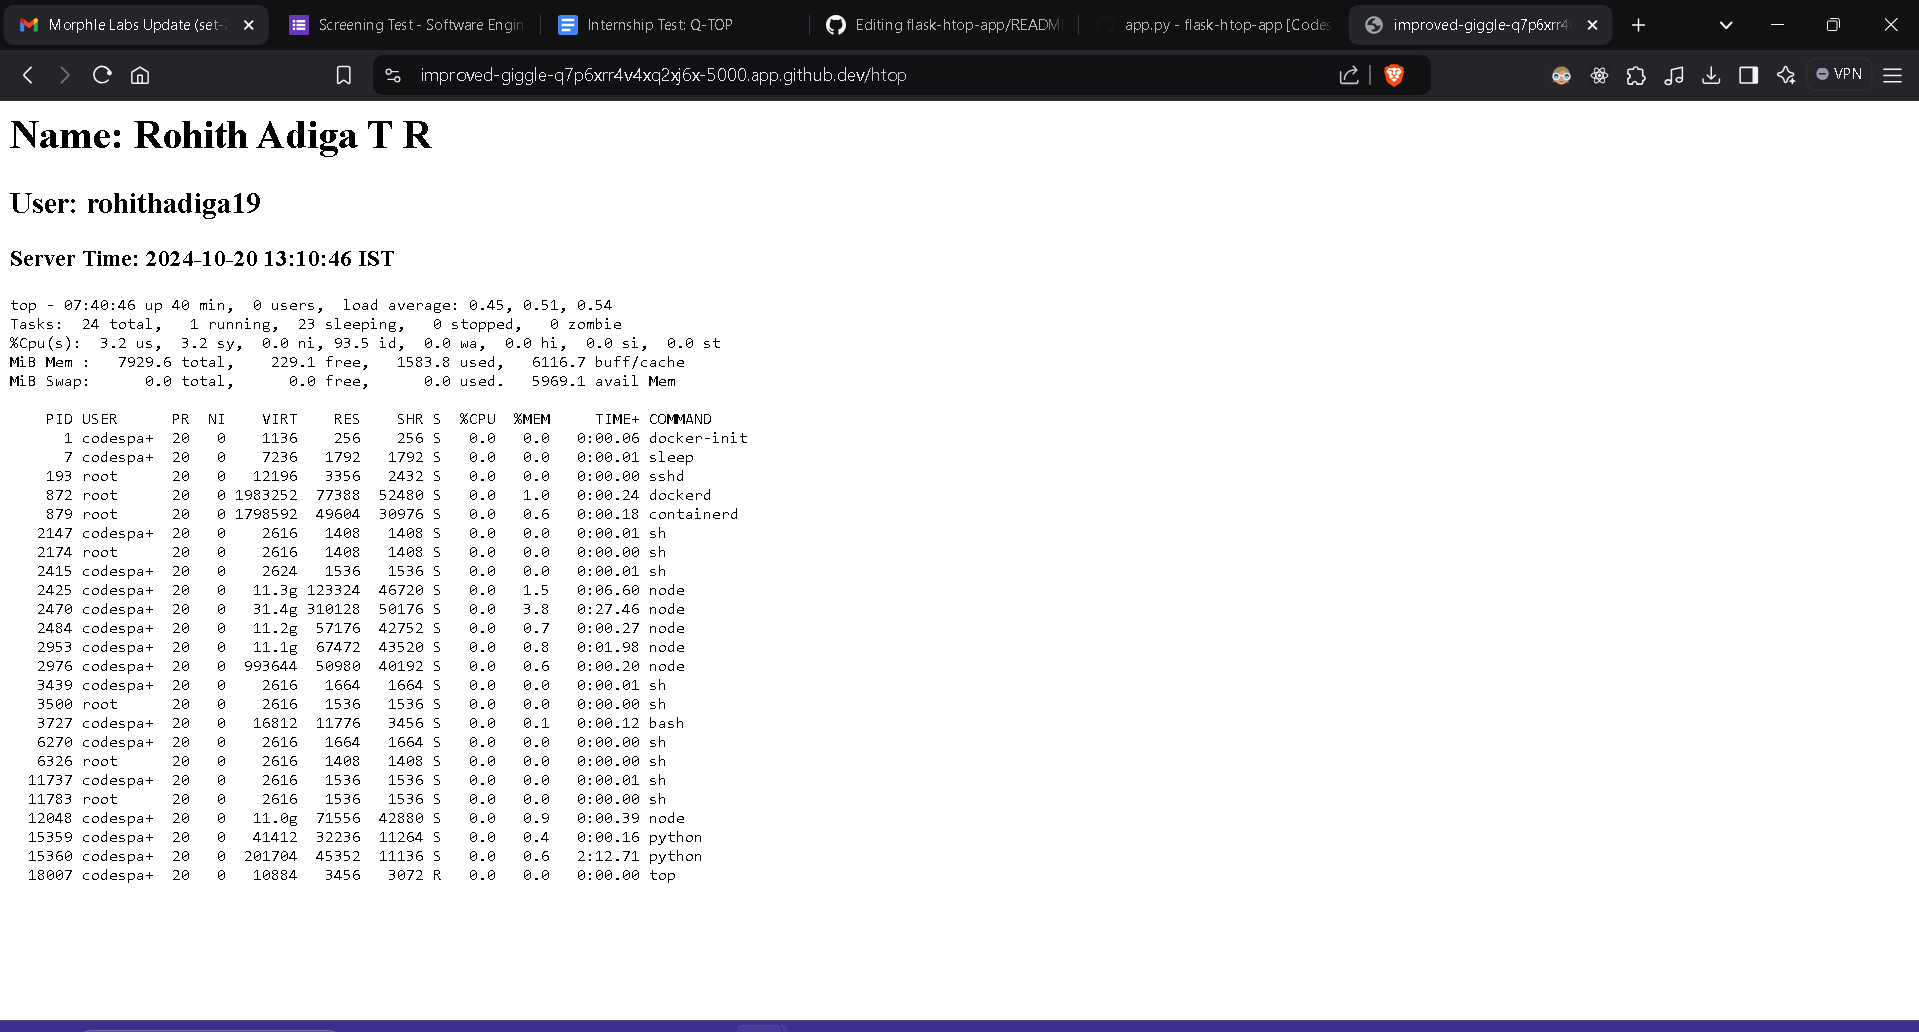 Morphle Labs Update (set-
Screening Test - Software Engin
Internship Test: Q-TOP
Editing flask-htop-app/READM
app.py - flask-htop-app [Codes
improved-giggle-q7p6xrr4
improved-giggle-q7p6xrr4v4xq2xj6x-5000.app.github.dev/htop
VPN
Name: Rohith Adiga T R
User: rohithadiga19
Server Time: 2024-10-20 13:10:46 IST
top - 07:40:46 up 40 min,  0 users,  load average: 0.45, 0.51, 0.54
Tasks:  24 total,   1 running,  23 sleeping,   0 stopped,   0 zombie
%Cpu(s):  3.2 us,  3.2 sy,  0.0 ni, 93.5 id,  0.0 wa,  0.0 hi,  0.0 si,  0.0 st
MiB Mem :   7929.6 total,    229.1 free,   1583.8 used,   6116.7 buff/cache
MiB Swap:      0.0 total,      0.0 free,      0.0 used.   5969.1 avail Mem
PID USER      PR  NI    VIRT    RES    SHR S  %CPU  %MEM     TIME+ COMMAND
1 codespa+  20   0    1136    256    256 S   0.0   0.0   0:00.06 docker-init
7 codespa+  20   0    7236   1792   1792 S   0.0   0.0   0:00.01 sleep
193 root      20   0   12196   3356   2432 S   0.0   0.0   0:00.00 sshd
872 root      20   0 1983252  77388  52480 S   0.0   1.0   0:00.24 dockerd
879 root      20   0 1798592  49604  30976 S   0.0   0.6   0:00.18 containerd
2147 codespa+  20   0    2616   1408   1408 S   0.0   0.0   0:00.01 sh
2174 root      20   0    2616   1408   1408 S   0.0   0.0   0:00.00 sh
2415 codespa+  20   0    2624   1536   1536 S   0.0   0.0   0:00.01 sh
2425 codespa+  20   0   11.3g 123324  46720 S   0.0   1.5   0:06.60 node
2470 codespa+  20   0   31.4g 310128  50176 S   0.0   3.8   0:27.46 node
2484 codespa+  20   0   11.2g  57176  42752 S   0.0   0.7   0:00.27 node
2953 codespa+  20   0   11.1g  67472  43520 S   0.0   0.8   0:01.98 node
2976 codespa+  20   0  993644  50980  40192 S   0.0   0.6   0:00.20 node
3439 codespa+  20   0    2616   1664   1664 S   0.0   0.0   0:00.01 sh
3500 root      20   0    2616   1536   1536 S   0.0   0.0   0:00.00 sh
3727 codespa+  20   0   16812  11776   3456 S   0.0   0.1   0:00.12 bash
6270 codespa+  20   0    2616   1664   1664 S   0.0   0.0   0:00.00 sh
6326 root      20   0    2616   1408   1408 S   0.0   0.0   0:00.00 sh
11737 codespa+  20   0    2616   1536   1536 S   0.0   0.0   0:00.01 sh
11783 root      20   0    2616   1536   1536 S   0.0   0.0   0:00.00 sh
12048 codespa+  20   0   11.0g  71556  42880 S   0.0   0.9   0:00.39 node
15359 codespa+  20   0   41412  32236  11264 S   0.0   0.4   0:00.16 python
15360 codespa+  20   0  201704  45352  11136 S   0.0   0.6   2:12.71 python
18007 codespa+  20   0   10884   3456   3072 R   0.0   0.0   0:00.00 top